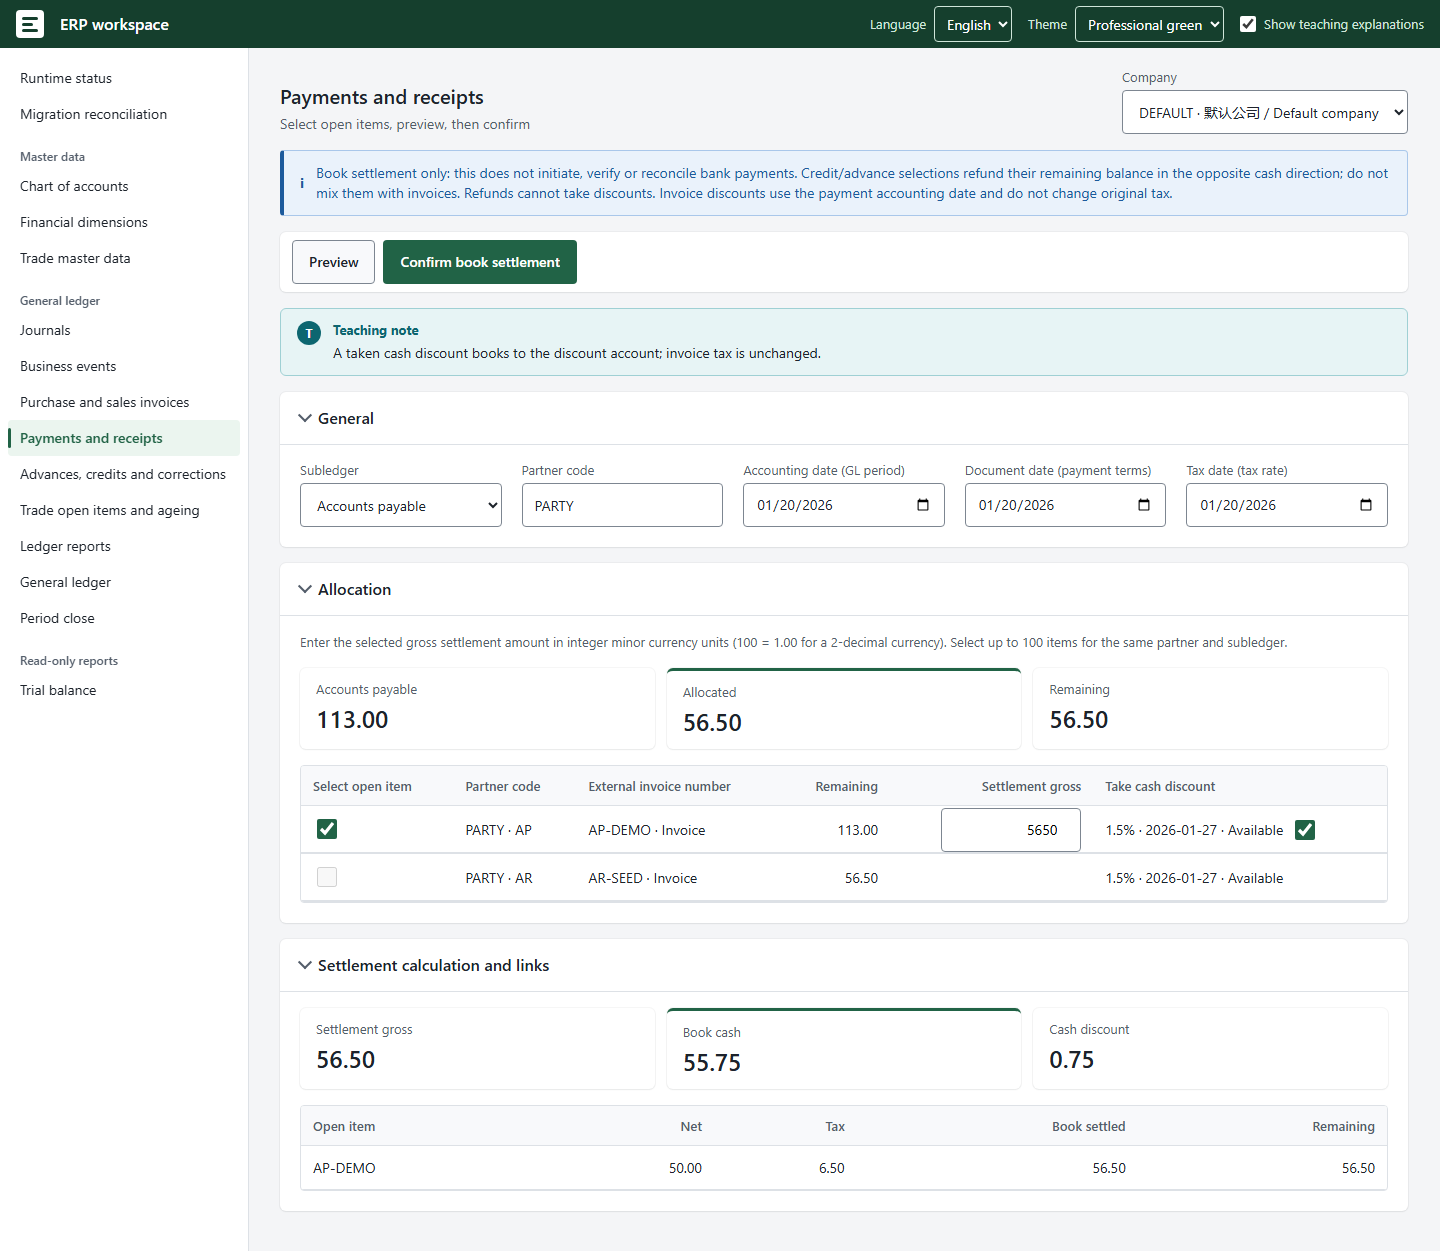 ERP workspace
Language English Theme Professional green Show teaching explanations
Runtime status
Migration reconciliation
Master data
Chart of accounts
Financial dimensions
Trade master data
General ledger
Journals
Business events
Purchase and sales invoices
Payments and receipts
Advances, credits and corrections
Trade open items and ageing
Ledger reports
General ledger
Period close
Read-only reports
Trial balance
Payments and receipts
Select open items, preview, then confirm
Company
DEFAULT · 默认公司 / Default company
i
Book settlement only: this does not initiate, verify or reconcile bank payments. Credit/advance selections refund their remaining balance in the opposite cash direction; do not
mix them with invoices. Refunds cannot take discounts. Invoice discounts use the payment accounting date and do not change original tax.
Preview Confirm book settlement
T
Teaching note
A taken cash discount books to the discount account; invoice tax is unchanged.
General
Subledger Partner code Accounting date (GL period) Document date (payment terms) Tax date (tax rate)
Accounts payable PARTY 01/20/2026 01/20/2026 01/20/2026
Allocation
Enter the selected gross settlement amount in integer minor currency units (100 = 1.00 for a 2-decimal currency). Select up to 100 items for the same partner and subledger.
Accounts payable
113.00
Allocated
56.50
Remaining
56.50
Select open item Partner code External invoice number Remaining Settlement gross Take cash discount
PARTY · AP AP-DEMO · Invoice 113.00 5650 1.5% · 2026-01-27 · Available
PARTY · AR AR-SEED · Invoice 56.50 1.5% · 2026-01-27 · Available
Settlement calculation and links
Settlement gross
56.50
Book cash
55.75
Cash discount
0.75
Open item Net Tax Book settled Remaining
AP-DEMO 50.00 6.50 56.50 56.50